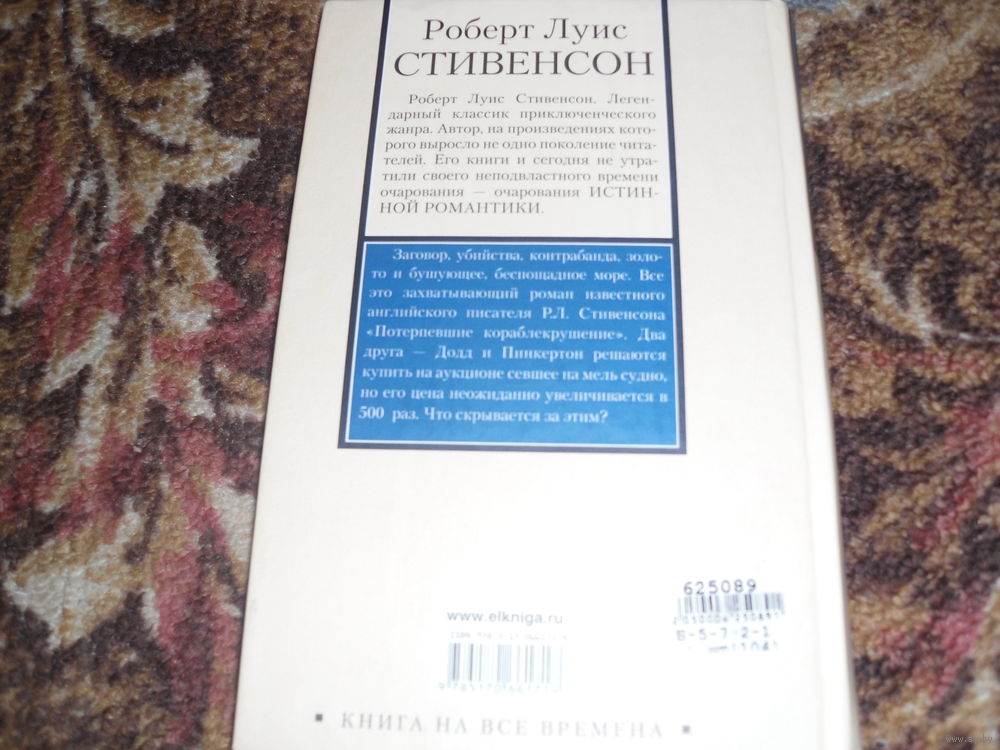 Роберт Луис
СТИВЕНСОН
Роберт Луис Стивенсон. Леген-
дарный классик приключенческого
жанра. Автор, на произведениях кото-
рого выросло не одно поколение чита-
телей. Его книги и сегодня не утра-
тили своего неподвластного времени
очарования — очарования ИСТИН-
НОЙ РОМАНТИКИ.
Заговор, убийства, контрабанда, золо-
то и бушующее, беспощадное море. Все
это захватывающий роман известного
английского писателя Р.Л. Стивенсона
«Потерпевшие кораблекрушение». Два
друга — Додд и Пинкертон решаются
купить на аукционе севшее на мель судно,
но его цена неожиданно увеличивается в
500 раз. Что скрывается за этим?
625089
Б-5-7-2-1
www.elkniga.ru
КНИГА НА ВСЕ ВРЕМЕНА